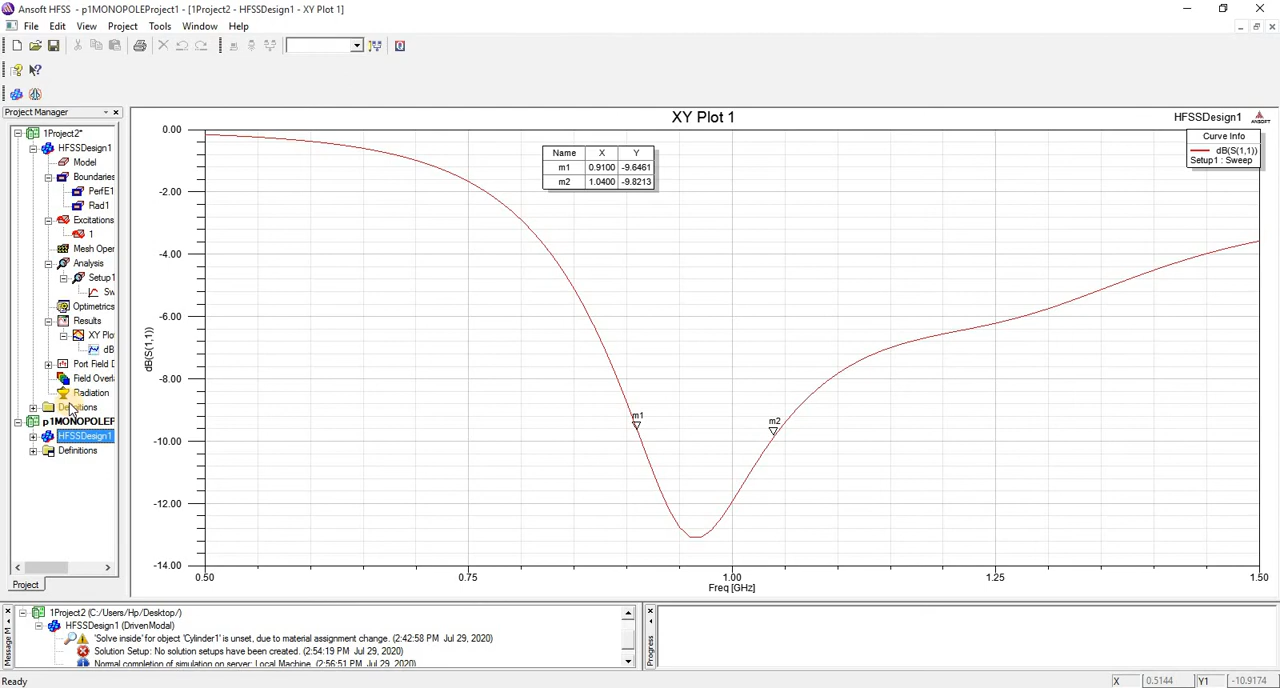 Ansoft HFSS - p1MONOPOLEProject1 - [1Project2 - HFSSDesign1 - XY Plot 1]
File Edit View Project Tools Window Help
Project Manager
1Project2*
HFSSDesign1
Model
Boundaries
PerfE1
Rad1
Excitations
1
Mesh Oper
Analysis
Setup1
Sw
Optimetrics
Results
XY Plo
dB
Port Field D
Field Overl
Radiation
Definitions
p1MONOPOLEP
HFSSDesign1
Definitions
Project
XY Plot 1
HFSSDesign1
ANSOFT
Curve Info
dB(S(1,1))
Setup1 : Sweep
Name X Y
m1 0.9100 -9.6461
m2 1.0400 -9.8213
0.00
-2.00
-4.00
-6.00
-8.00
-10.00
-12.00
-14.00
dB(S(1,1))
m1
m2
0.50 0.75 1.00 1.25 1.50
Freq [GHz]
Message M
1Project2 (C:/Users/Hp/Desktop/)
HFSSDesign1 (DrivenModal)
'Solve inside' for object 'Cylinder1' is unset, due to material assignment change. (2:42:58 PM Jul 29, 2020)
Solution Setup: No solution setups have been created. (2:54:19 PM Jul 29, 2020)
Normal completion of simulation on server: Local Machine. (2:56:51 PM Jul 29, 2020)
Progress
Ready
X 0.5144 Y1 -10.9174